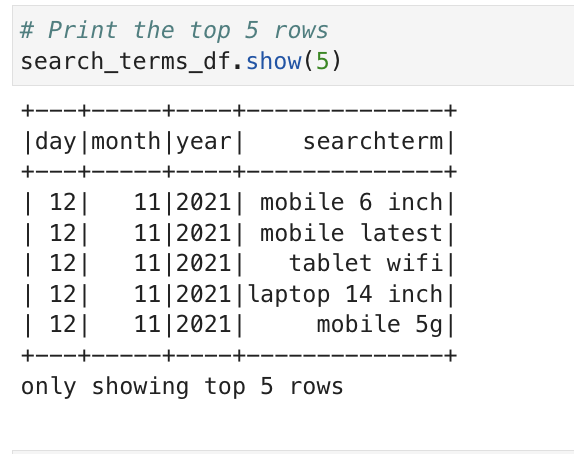 # Print the top 5 rows
search_terms_df.show(5)
+---+-----+----+--------------+
|day|month|year|    searchterm|
+---+-----+----+--------------+
| 12|   11|2021| mobile 6 inch|
| 12|   11|2021| mobile latest|
| 12|   11|2021|   tablet wifi|
| 12|   11|2021|laptop 14 inch|
| 12|   11|2021|     mobile 5g|
+---+-----+----+--------------+
only showing top 5 rows